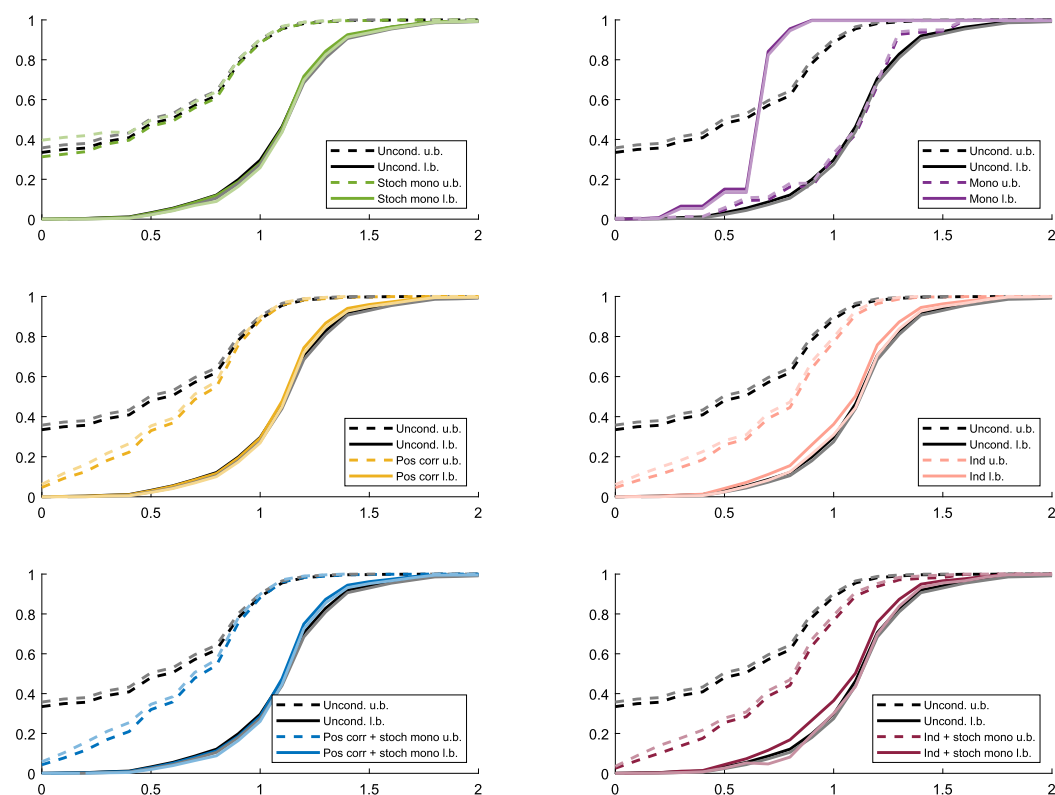 1
0.8
0.6
0.4
0.2
0
0 0.5 1 1.5 2
Uncond. u.b.
Uncond. l.b.
Stoch mono u.b.
Stoch mono l.b.
1
0.8
0.6
0.4
0.2
0
0 0.5 1 1.5 2
Uncond. u.b.
Uncond. l.b.
Mono u.b.
Mono l.b.
1
0.8
0.6
0.4
0.2
0
0 0.5 1 1.5 2
Uncond. u.b.
Uncond. l.b.
Pos corr u.b.
Pos corr l.b.
1
0.8
0.6
0.4
0.2
0
0 0.5 1 1.5 2
Uncond. u.b.
Uncond. l.b.
Ind u.b.
Ind l.b.
1
0.8
0.6
0.4
0.2
0
0 0.5 1 1.5 2
Uncond. u.b.
Uncond. l.b.
Pos corr + stoch mono u.b.
Pos corr + stoch mono l.b.
1
0.8
0.6
0.4
0.2
0
0 0.5 1 1.5 2
Uncond. u.b.
Uncond. l.b.
Ind + stoch mono u.b.
Ind + stoch mono l.b.